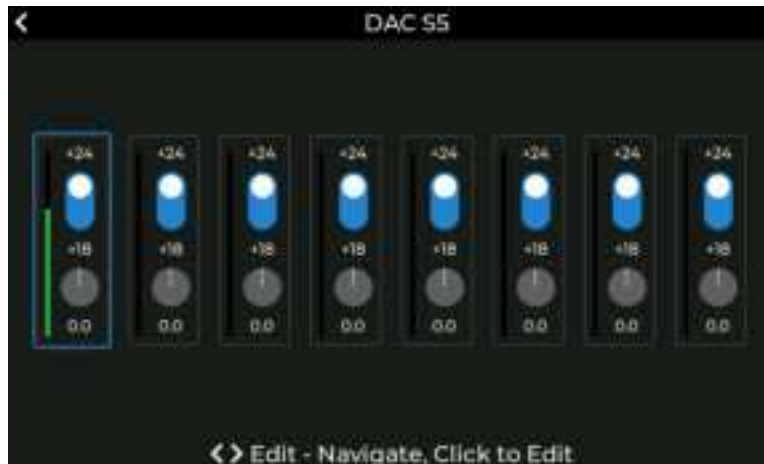 DAC S5
+24 +24 +24 +24 +24 +24 +24 +24
+18 +18 +18 +18 +18 +18 +18 +18
0.0 0.0 0.0 0.0 0.0 0.0 0.0 0.0
<> Edit - Navigate, Click to Edit